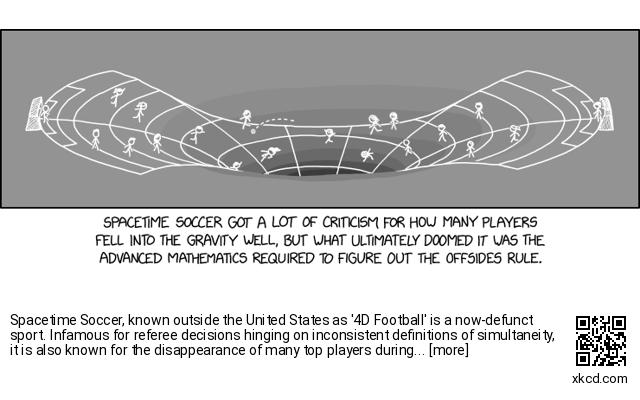 SPACETIME SOCCER GOT A LOT OF CRITICISM FOR HOW MANY PLAYERS
FELL INTO THE GRAVITY WELL, BUT WHAT ULTIMATELY DOOMED IT WAS THE
ADVANCED MATHEMATICS REQUIRED TO FIGURE OUT THE OFFSIDES RULE.
Spacetime Soccer, known outside the United States as '4D Football' is a now-defunct
sport. Infamous for referee decisions hinging on inconsistent definitions of simultaneity,
it is also known for the disappearance of many top players during... [more]
xkcd.com